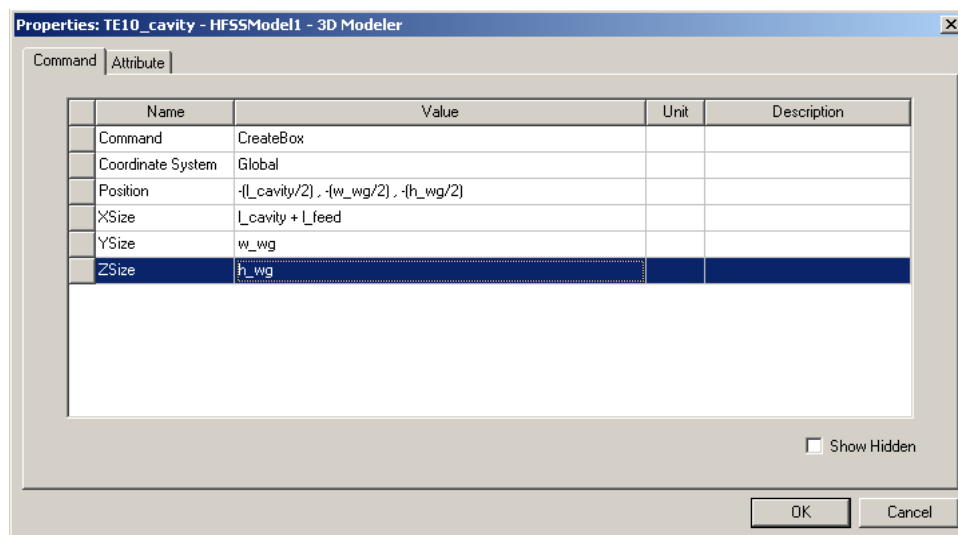 Properties: TE10_cavity - HFSSModel1 - 3D Modeler
Command Attribute
Name Value Unit Description
Command CreateBox
Coordinate System Global
Position -(l_cavity/2) , -(w_wg/2) , -(h_wg/2)
XSize l_cavity + l_feed
YSize w_wg
ZSize h_wg
Show Hidden
OK Cancel